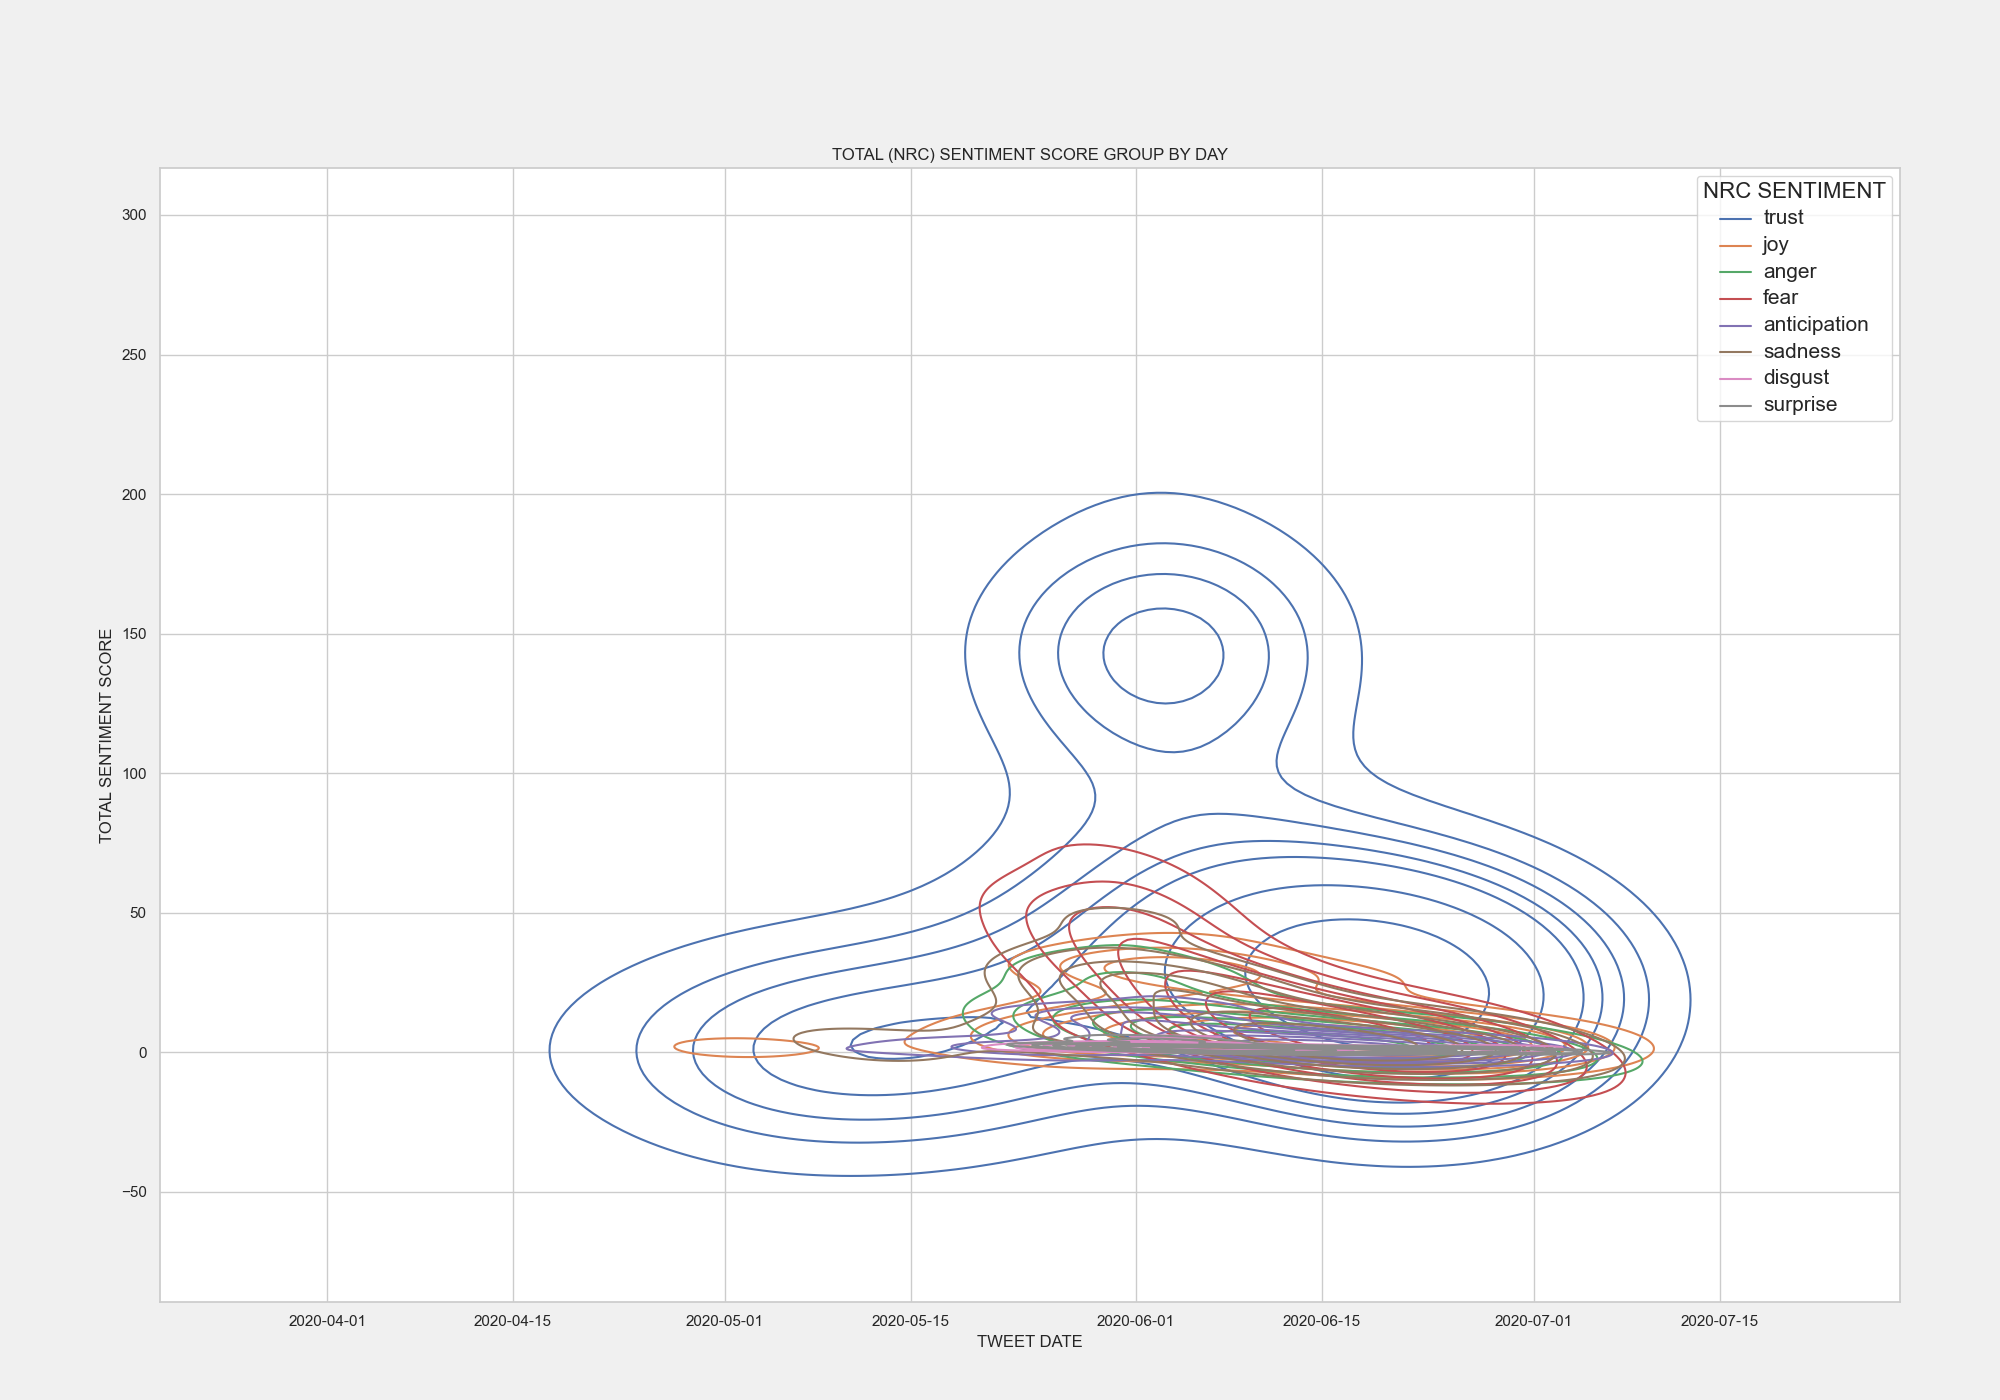 TOTAL (NRC) SENTIMENT SCORE GROUP BY DAY
NRC SENTIMENT
trust
joy
anger
fear
anticipation
sadness
disgust
surprise
TOTAL SENTIMENT SCORE
300
250
200
150
100
50
0
−50
2020-04-01
2020-04-15
2020-05-01
2020-05-15
2020-06-01
2020-06-15
2020-07-01
2020-07-15
TWEET DATE